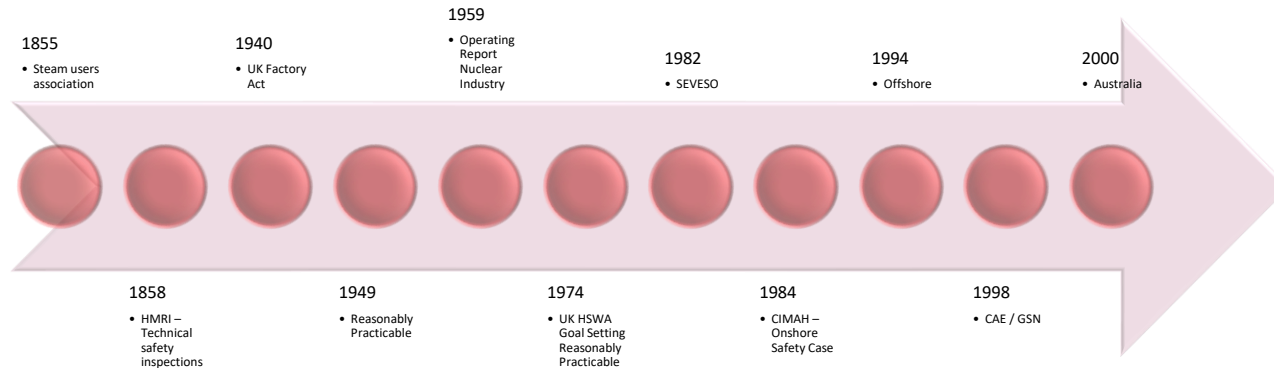 1855
• Steam users
association
1858
• HMRI –
Technical
safety
inspections
1940
• UK Factory
Act
1949
• Reasonably
Practicable
1959
• Operating
Report
Nuclear
Industry
1974
• UK HSWA
Goal Setting
Reasonably
Practicable
1982
• SEVESO
1984
• CIMAH –
Onshore
Safety Case
1994
• Offshore
1998
• CAE / GSN
2000
• Australia